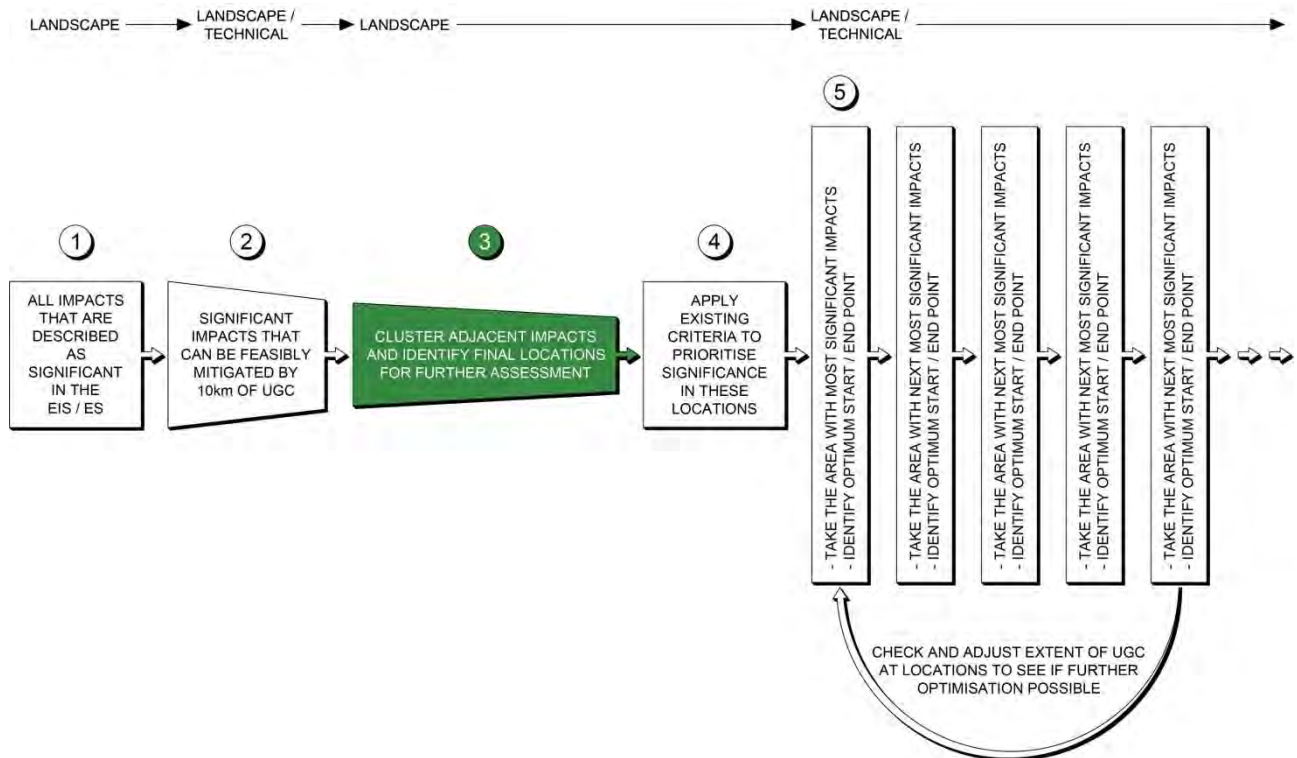 LANDSCAPE
LANDSCAPE /
TECHNICAL
LANDSCAPE
LANDSCAPE /
TECHNICAL
1
ALL IMPACTS
THAT ARE
DESCRIBED
AS
SIGNIFICANT
IN THE
EIS / ES
2
SIGNIFICANT
IMPACTS THAT
CAN BE FEASIBLY
MITIGATED BY
10km OF UGC
3
CLUSTER ADJACENT IMPACTS
AND IDENTIFY FINAL LOCATIONS
FOR FURTHER ASSESSMENT
4
APPLY
EXISTING
CRITERIA TO
PRIORITISE
SIGNIFICANCE
IN THESE
LOCATIONS
5
- TAKE THE AREA WITH MOST SIGNIFICANT IMPACTS
- IDENTIFY OPTIMUM START / END POINT
- TAKE THE AREA WITH NEXT MOST SIGNIFICANT IMPACTS
- IDENTIFY OPTIMUM START / END POINT
- TAKE THE AREA WITH NEXT MOST SIGNIFICANT IMPACTS
- IDENTIFY OPTIMUM START / END POINT
- TAKE THE AREA WITH NEXT MOST SIGNIFICANT IMPACTS
- IDENTIFY OPTIMUM START / END POINT
- TAKE THE AREA WITH NEXT MOST SIGNIFICANT IMPACTS
- IDENTIFY OPTIMUM START / END POINT
CHECK AND ADJUST EXTENT OF UGC
AT LOCATIONS TO SEE IF FURTHER
OPTIMISATION POSSIBLE